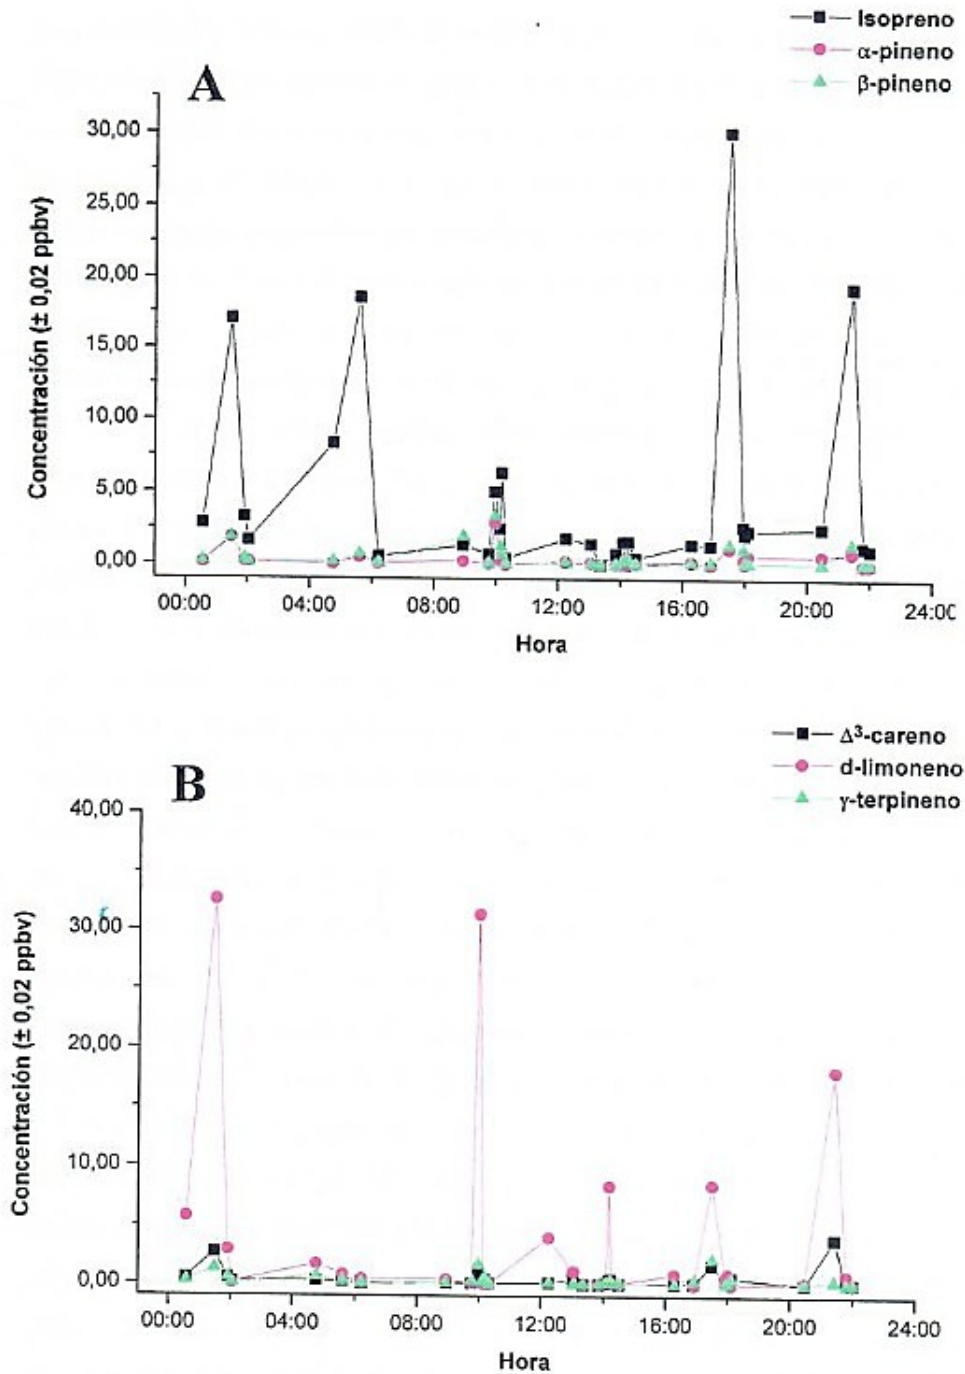 Isopreno
α-pineno
β-pineno
A
30,00
25,00
20,00
15,00
10,00
5,00
0,00
Concentración (± 0,02 ppbv)
00:00 04:00 08:00 12:00 16:00 20:00 24:00
Hora
Δ³-careno
d-limoneno
γ-terpineno
B
40,00
30,00
20,00
10,00
0,00
Concentración (± 0,02 ppbv)
00:00 04:00 08:00 12:00 16:00 20:00 24:00
Hora